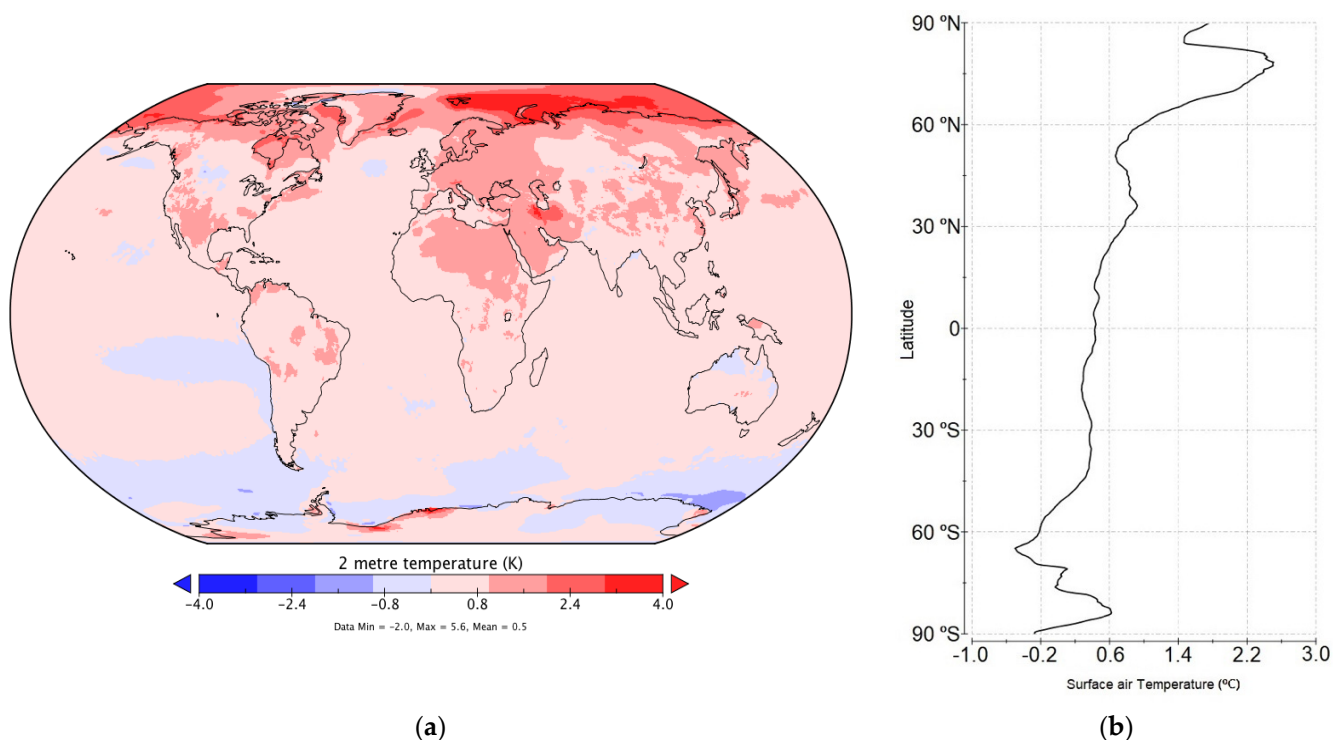 2 metre temperature (K)
−4.0 −2.4 −0.8 0.8 2.4 4.0
Data Min = −2.0, Max = 5.6, Mean = 0.5
(a)
90 ºN
60 ºN
30 ºN
0
30 ºS
60 ºS
90 ºS
Latitude
-1.0 -0.2 0.6 1.4 2.2 3.0
Surface air Temperature (ºC)
(b)